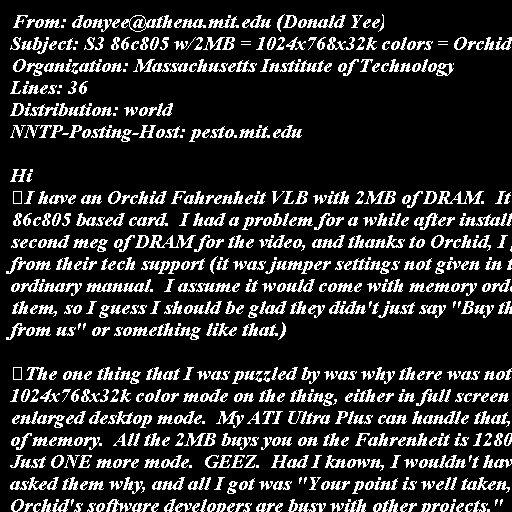 From: donyee@athena.mit.edu (Donald Yee)
Subject: S3 86c805 w/2MB = 1024x768x32k colors = Orchid
Organization: Massachusetts Institute of Technology
Lines: 36
Distribution: world
NNTP-Posting-Host: pesto.mit.edu
Hi
I have an Orchid Fahrenheit VLB with 2MB of DRAM.  It
86c805 based card.  I had a problem for a while after install
second meg of DRAM for the video, and thanks to Orchid, I
from their tech support (it was jumper settings not given in
ordinary manual.  I assume it would come with memory ord
them, so I guess I should be glad they didn't just say "Buy th
from us" or something like that.)
The one thing that I was puzzled by was why there was not
1024x768x32k color mode on the thing, either in full screen
enlarged desktop mode.  My ATI Ultra Plus can handle that,
of memory.  All the 2MB buys you on the Fahrenheit is 1280
Just ONE more mode.  GEEZ.  Had I known, I wouldn't hav
asked them why, and all I got was "Your point is well taken,
Orchid's software developers are busy with other projects."